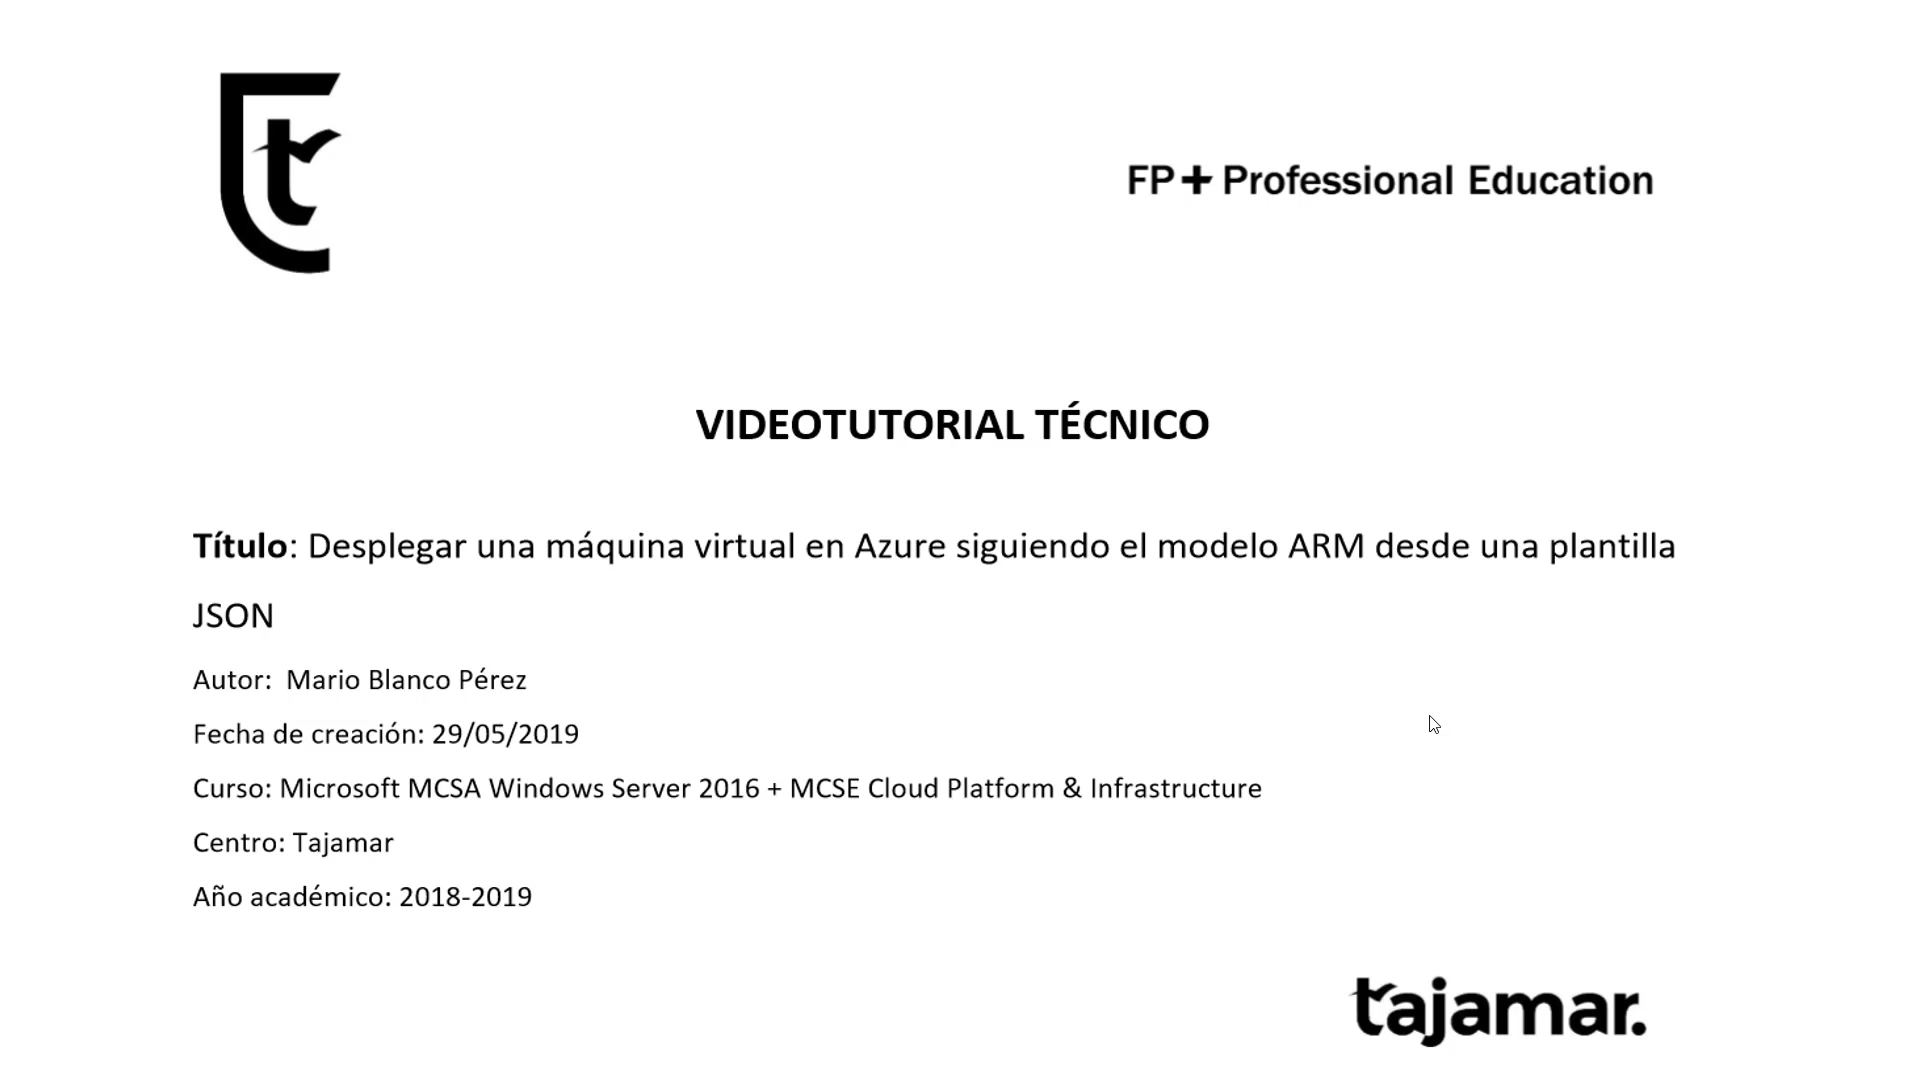 FP+ Professional Education
VIDEOTUTORIAL TÉCNICO
Título: Desplegar una máquina virtual en Azure siguiendo el modelo ARM desde una plantilla
JSON
Autor:  Mario Blanco Pérez
Fecha de creación: 29/05/2019
Curso: Microsoft MCSA Windows Server 2016 + MCSE Cloud Platform & Infrastructure
Centro: Tajamar
Año académico: 2018-2019
tajamar.